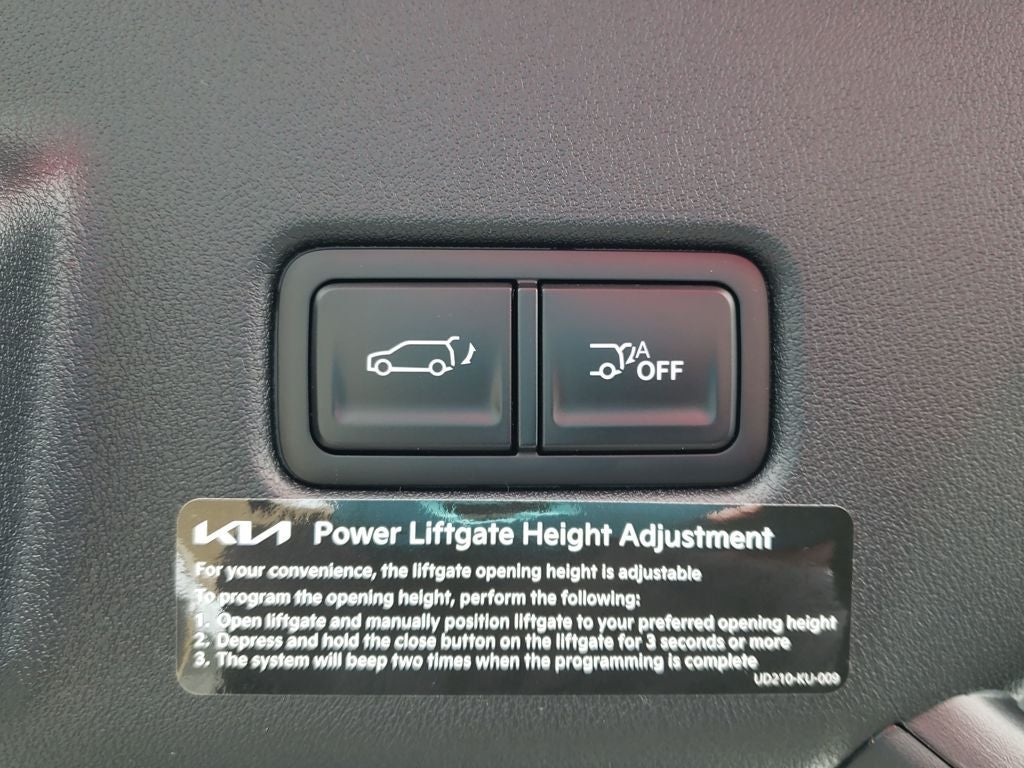 A
OFF
KIA Power Liftgate Height Adjustment
For your convenience, the liftgate opening height is adjustable
To program the opening height, perform the following:
1. Open liftgate and manually position liftgate to your preferred opening height
2. Depress and hold the close button on the liftgate for 3 seconds or more
3. The system will beep two times when the programming is complete
UD210-KU-009